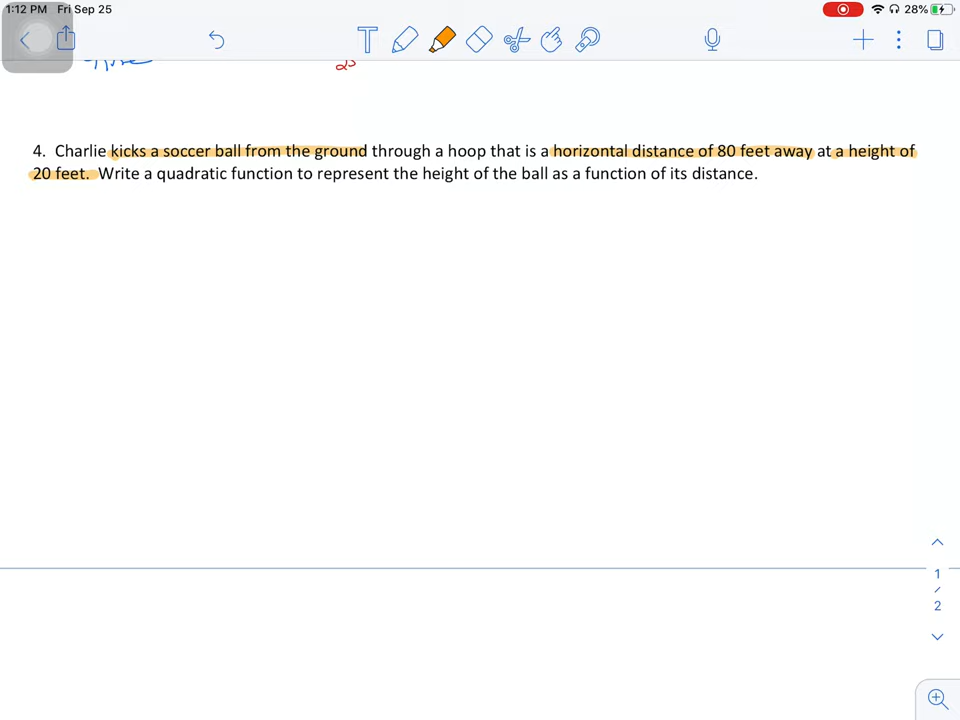 1:12 PM Fri Sep 25
28%
4. Charlie kicks a soccer ball from the ground through a hoop that is a horizontal distance of 80 feet away at a height of
20 feet. Write a quadratic function to represent the height of the ball as a function of its distance.
1
/
2